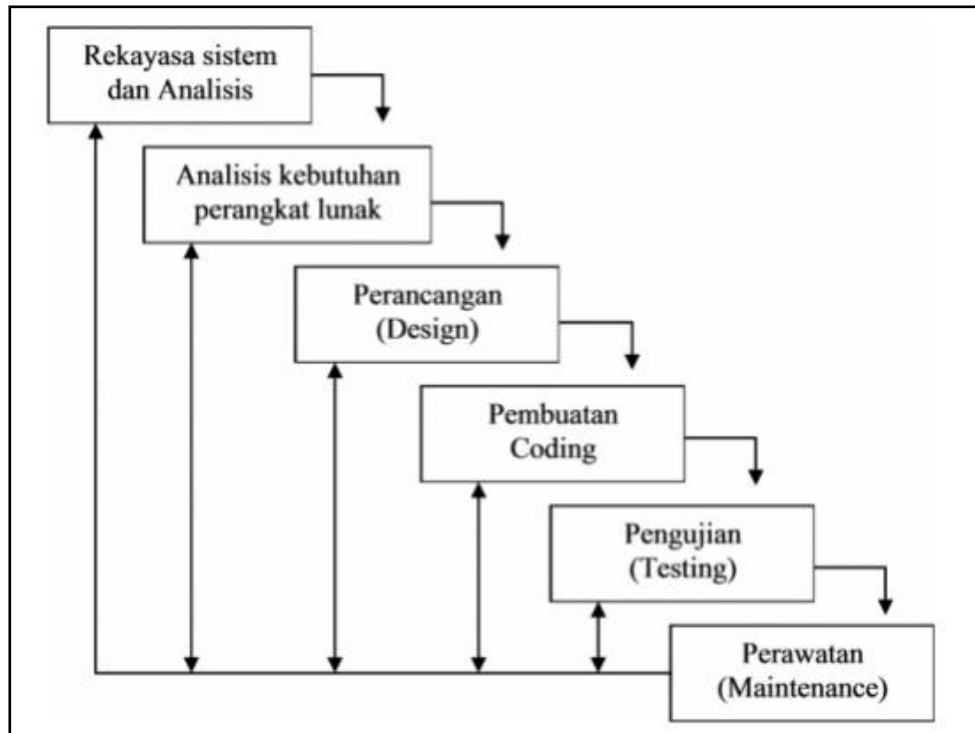 Rekayasa sistem
dan Analisis
Analisis kebutuhan
perangkat lunak
Perancangan
(Design)
Pembuatan
Coding
Pengujian
(Testing)
Perawatan
(Maintenance)